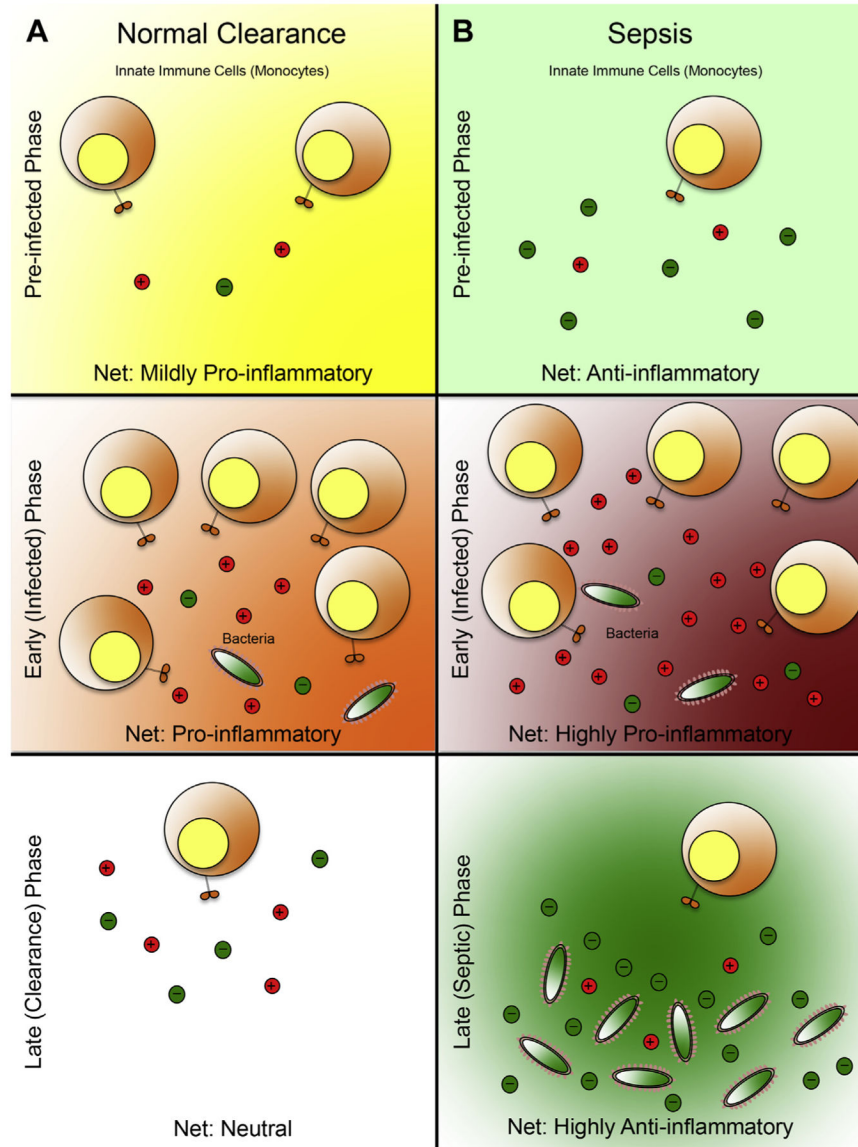 A
Normal Clearance
Innate Immune Cells (Monocytes)
Pre-infected Phase
Net: Mildly Pro-inflammatory
B
Sepsis
Innate Immune Cells (Monocytes)
Pre-infected Phase
Net: Anti-inflammatory
Early (Infected) Phase
Bacteria
Net: Pro-inflammatory
Early (Infected) Phase
Bacteria
Net: Highly Pro-inflammatory
Late (Clearance) Phase
Net: Neutral
Late (Septic) Phase
Net: Highly Anti-inflammatory